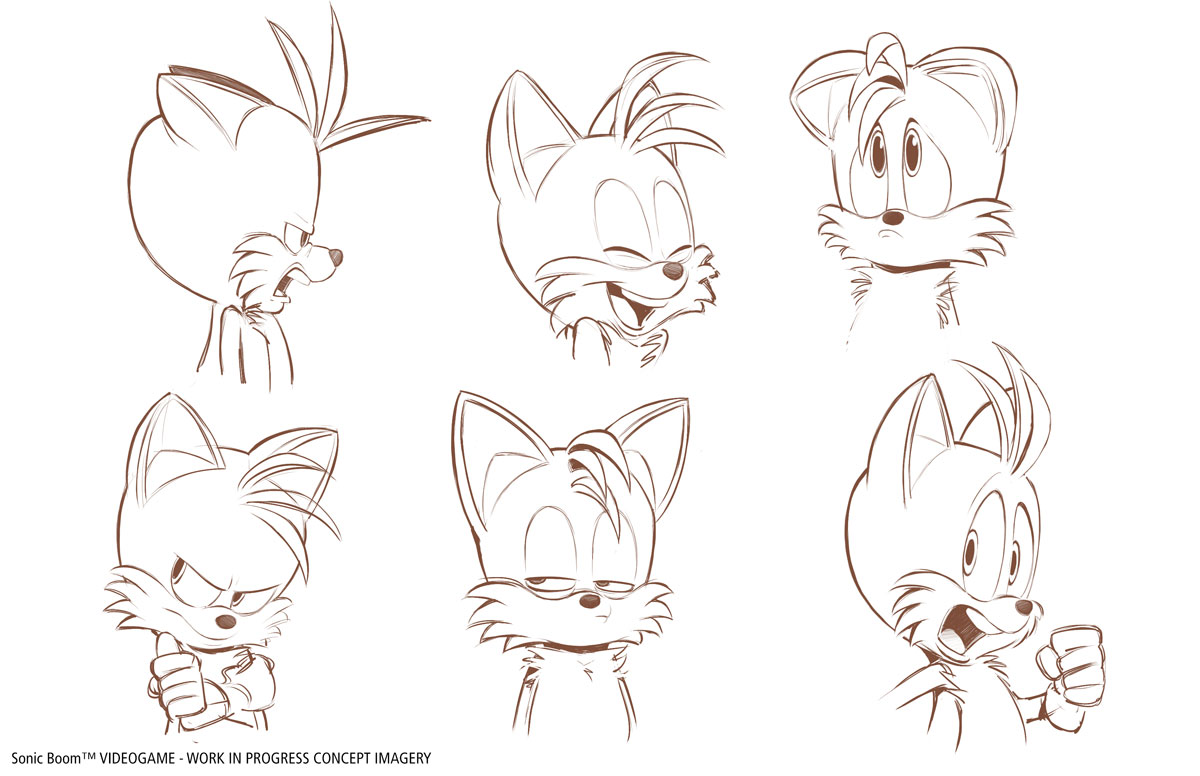 Sonic Boom™ VIDEOGAME - WORK IN PROGRESS CONCEPT IMAGERY